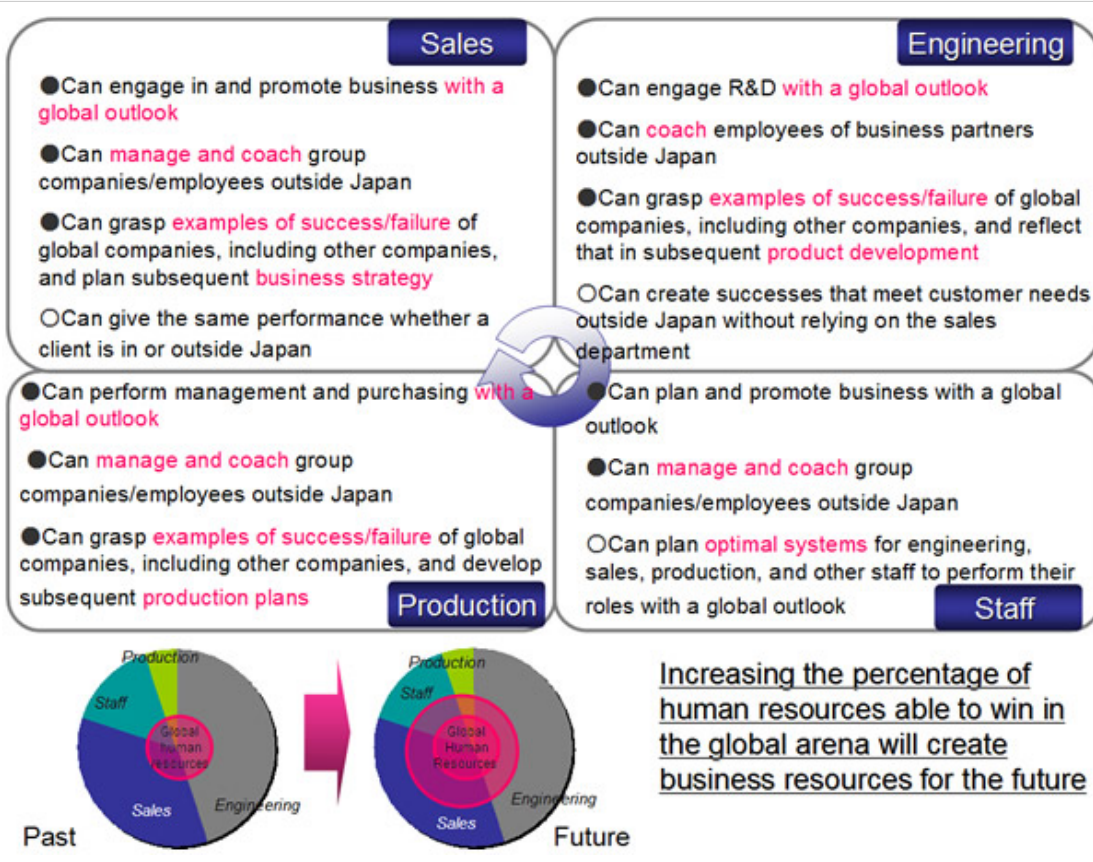 Sales
●Can engage in and promote business with a
global outlook
●Can manage and coach group
companies/employees outside Japan
●Can grasp examples of success/failure of
global companies, including other companies,
and plan subsequent business strategy
○Can give the same performance whether a
client is in or outside Japan
Engineering
●Can engage R&D with a global outlook
●Can coach employees of business partners
outside Japan
●Can grasp examples of success/failure of global
companies, including other companies, and reflect
that in subsequent product development
○Can create successes that meet customer needs
outside Japan without relying on the sales
department
●Can perform management and purchasing with a
global outlook
●Can manage and coach group
companies/employees outside Japan
●Can grasp examples of success/failure of global
companies, including other companies, and develop
subsequent production plans
Production
●Can plan and promote business with a global
outlook
●Can manage and coach group
companies/employees outside Japan
○Can plan optimal systems for engineering,
sales, production, and other staff to perform their
roles with a global outlook
Staff
Production
Staff
Global
human
resources
Sales
Engineering
Past
Production
Staff
Global
Human
Resources
Sales
Engineering
Future
Increasing the percentage of
human resources able to win in
the global arena will create
business resources for the future